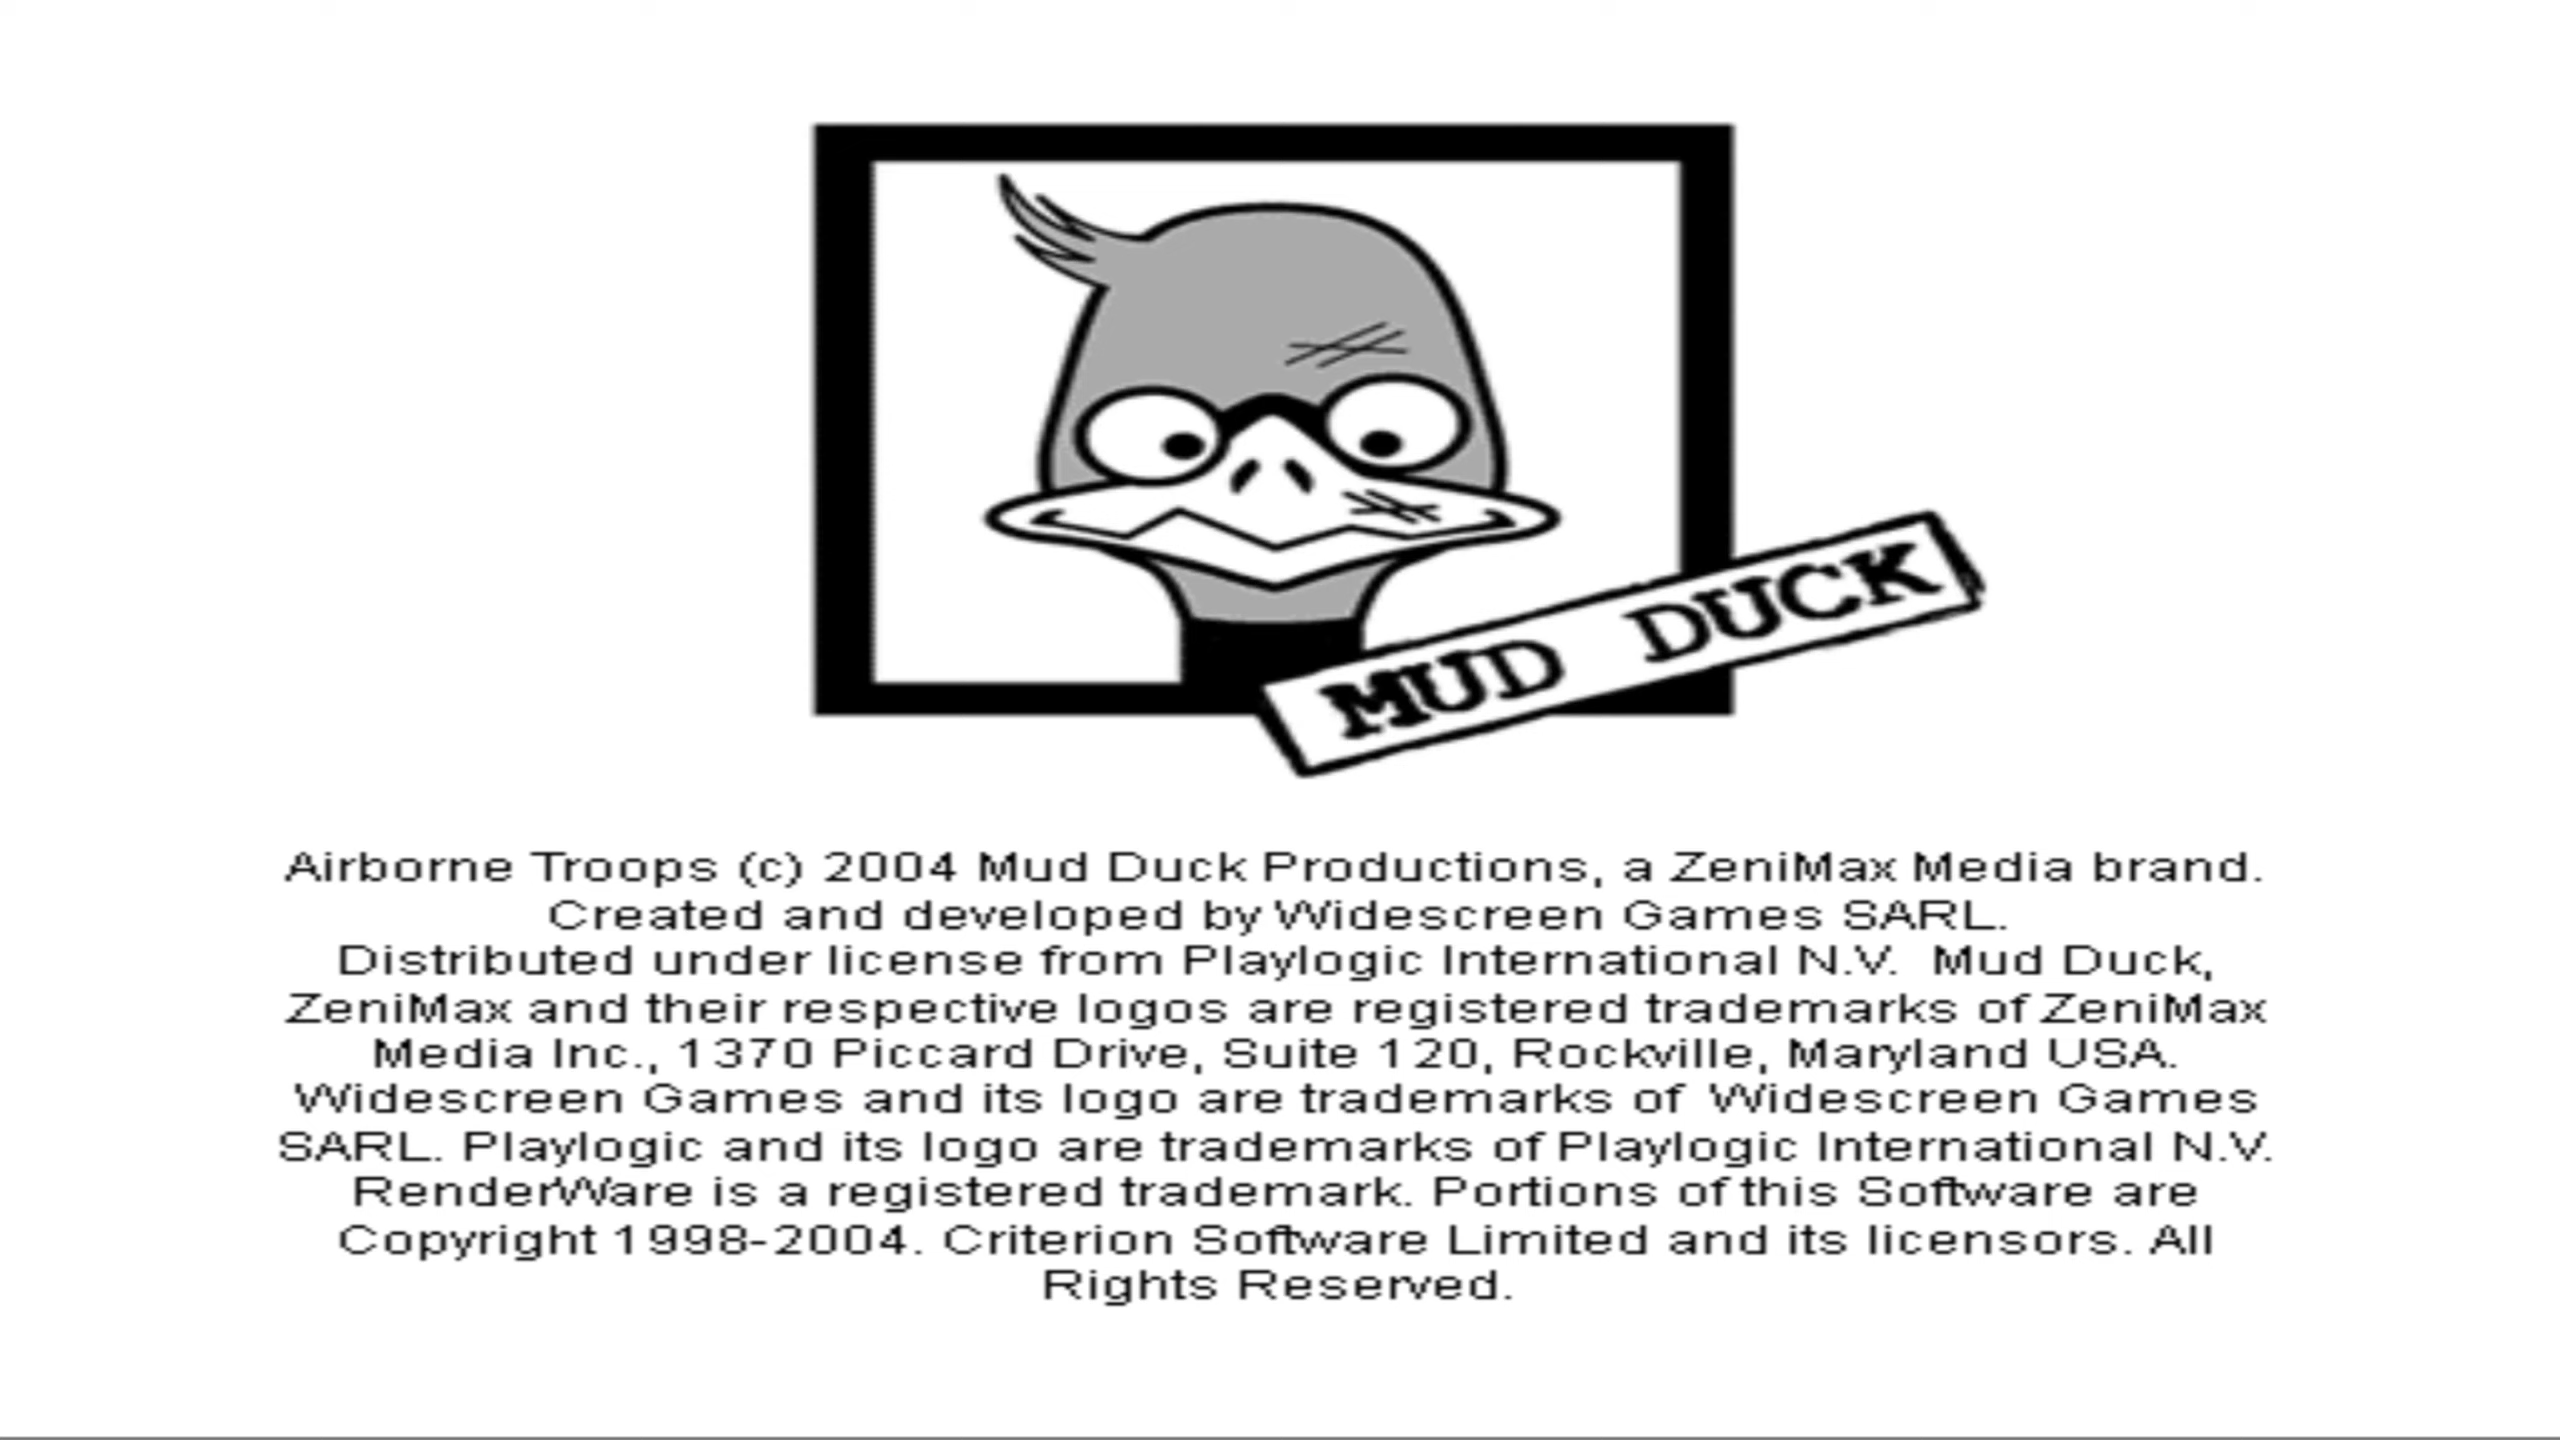 MUD DUCK
Airborne Troops (c) 2004 Mud Duck Productions, a ZeniMax Media brand.
Created and developed by Widescreen Games SARL.
Distributed under license from Playlogic International N.V.  Mud Duck,
ZeniMax and their respective logos are registered trademarks of ZeniMax
Media Inc., 1370 Piccard Drive, Suite 120, Rockville, Maryland USA.
Widescreen Games and its logo are trademarks of Widescreen Games
SARL. Playlogic and its logo are trademarks of Playlogic International N.V.
RenderWare is a registered trademark. Portions of this Software are
Copyright 1998-2004. Criterion Software Limited and its licensors. All
Rights Reserved.